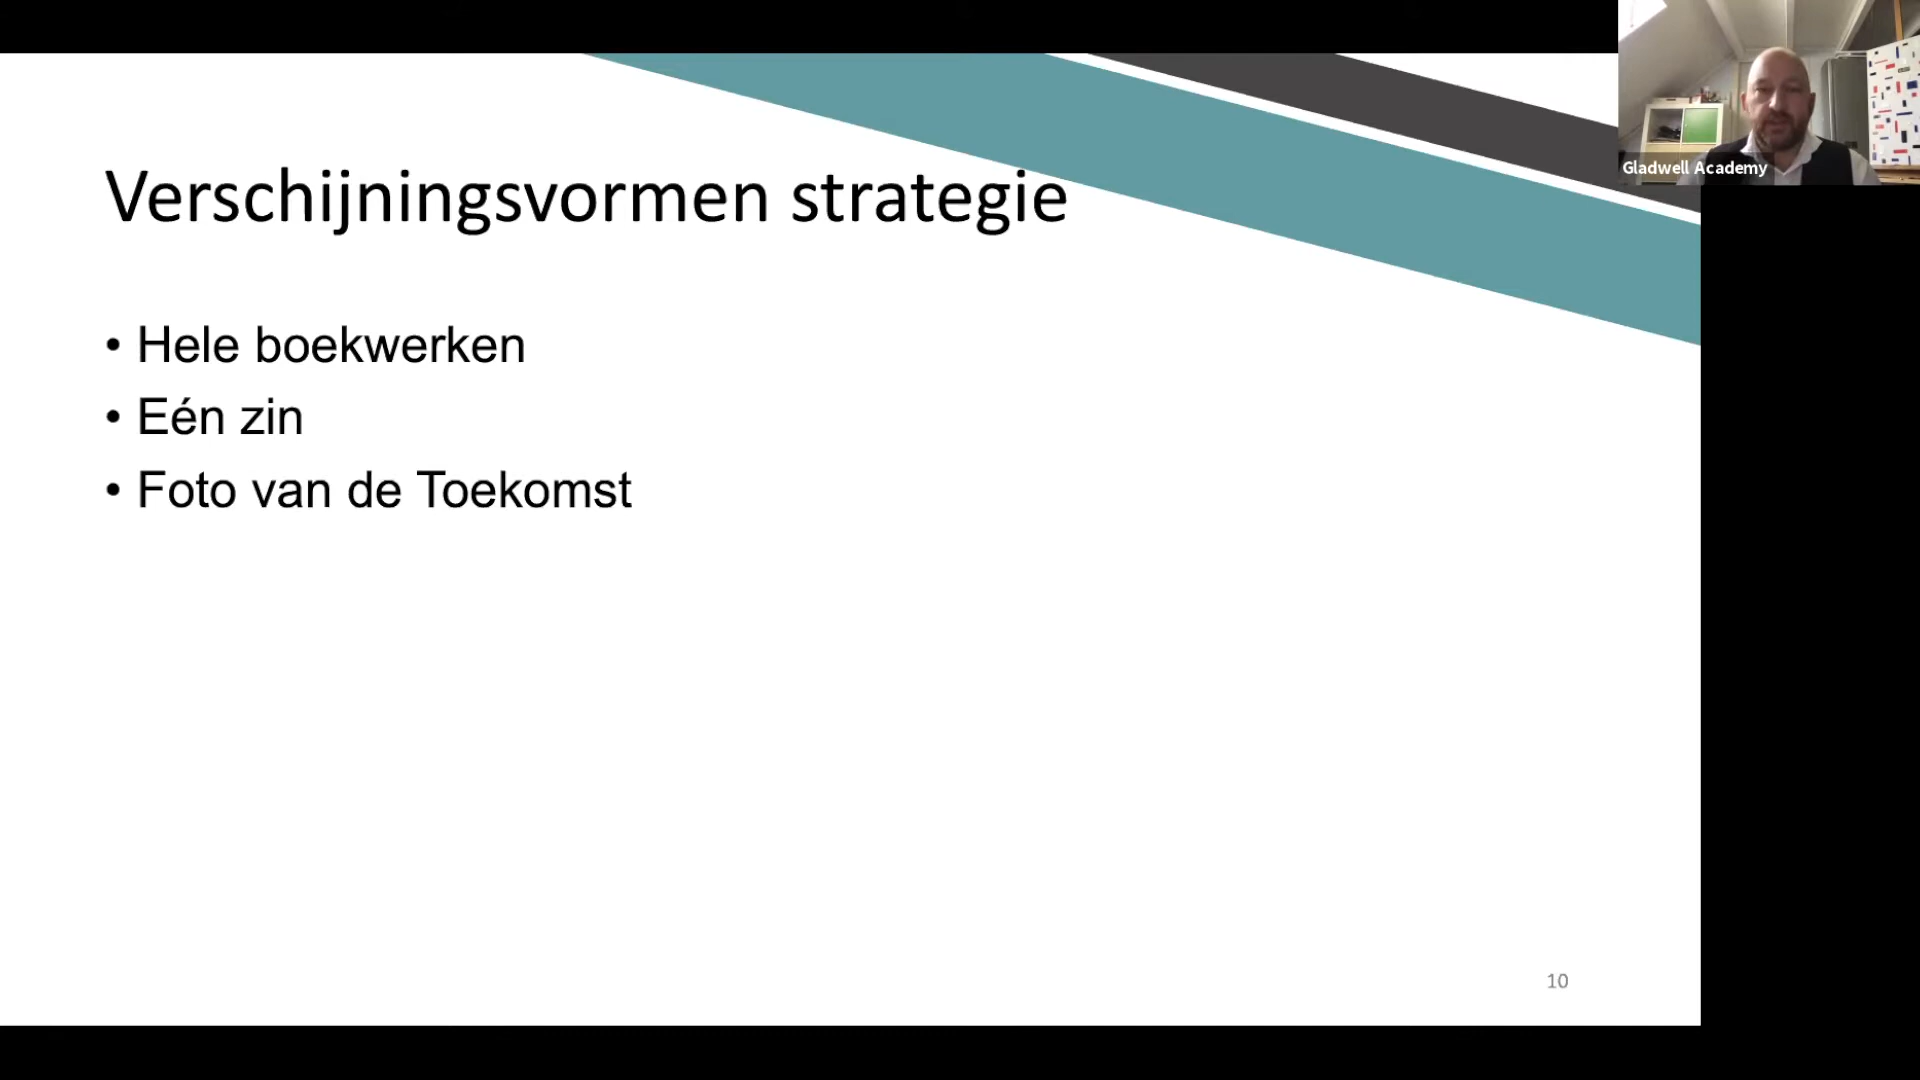 Gladwell Academy
Verschijningsvormen strategie
• Hele boekwerken
• Eén zin
• Foto van de Toekomst
10